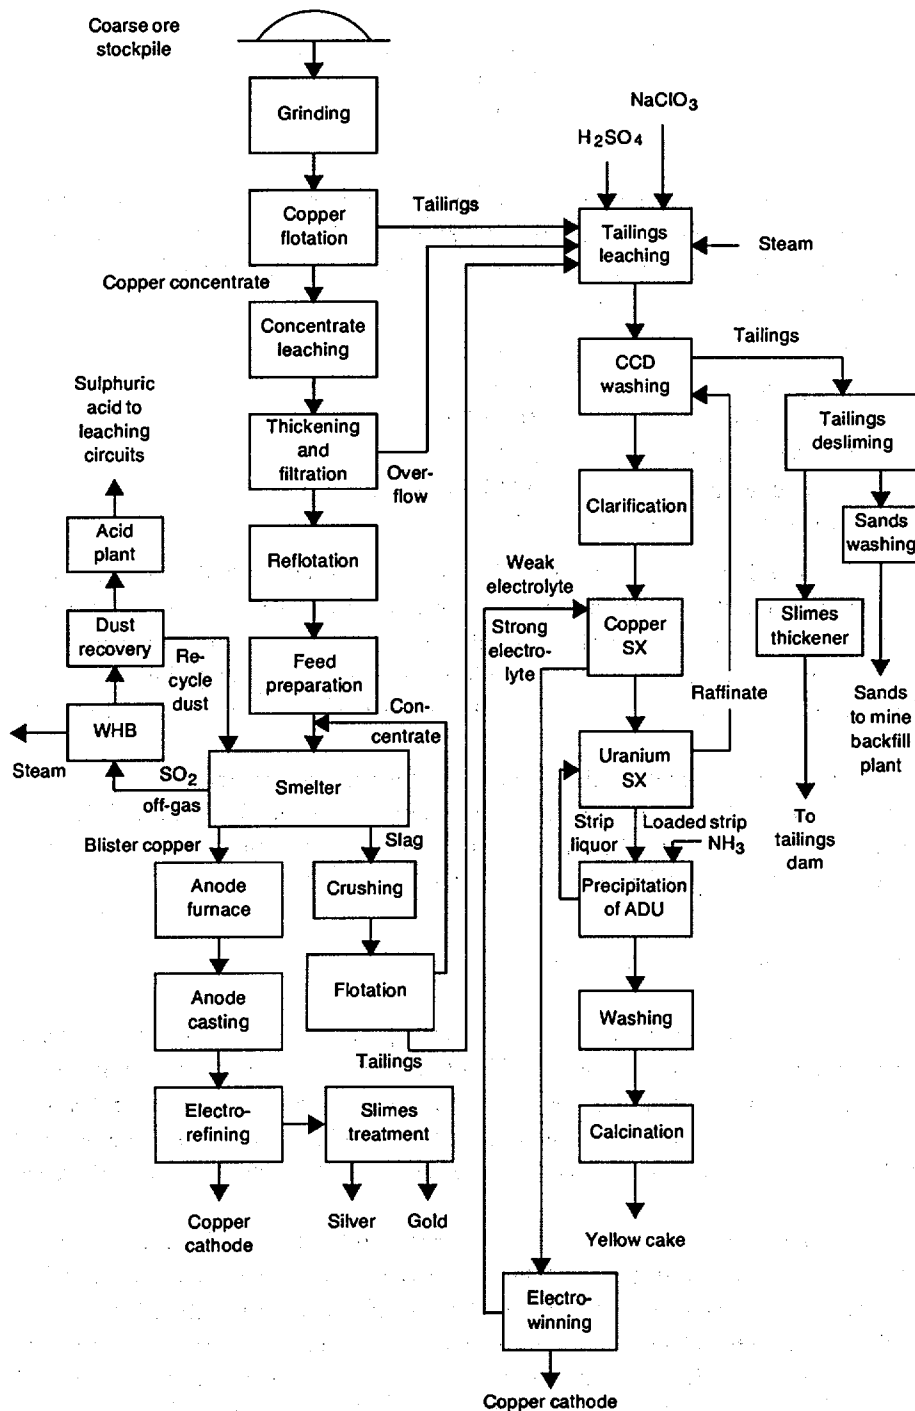 Coarse ore
stockpile
Grinding
NaClO3
H2SO4
Copper
flotation
Tailings
Tailings
leaching
Steam
Copper concentrate
Concentrate
leaching
CCD
washing
Tailings
Sulphuric
acid to
leaching
circuits
Thickening
and
filtration
Over-
flow
Tailings
desliming
Acid
plant
Reflotation
Clarification
Sands
washing
Weak
electrolyte
Dust
recovery
Re-
cycle
dust
Feed
preparation
Strong
electro-
lyte
Copper
SX
Slimes
thickener
Con-
centrate
Raffinate
Sands
to mine
backfill
plant
WHB
Steam
SO2
off-gas
Smelter
Uranium
SX
To
tailings
dam
Blister copper
Slag
Strip
liquor
Loaded strip
NH3
Anode
furnace
Crushing
Precipitation
of ADU
Anode
casting
Flotation
Washing
Tailings
Electro-
refining
Slimes
treatment
Calcination
Copper
cathode
Silver
Gold
Yellow cake
Electro-
winning
Copper cathode